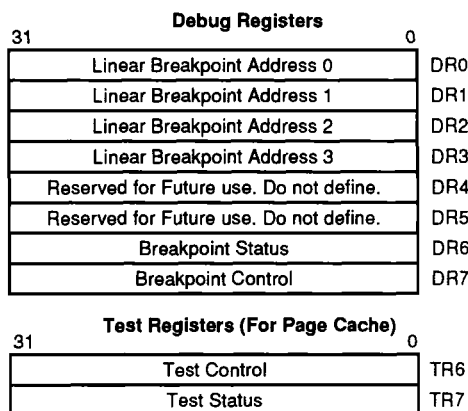 Debug Registers
31 0
Linear Breakpoint Address 0 DR0
Linear Breakpoint Address 1 DR1
Linear Breakpoint Address 2 DR2
Linear Breakpoint Address 3 DR3
Reserved for Future use. Do not define. DR4
Reserved for Future use. Do not define. DR5
Breakpoint Status DR6
Breakpoint Control DR7
Test Registers (For Page Cache)
31 0
Test Control TR6
Test Status TR7